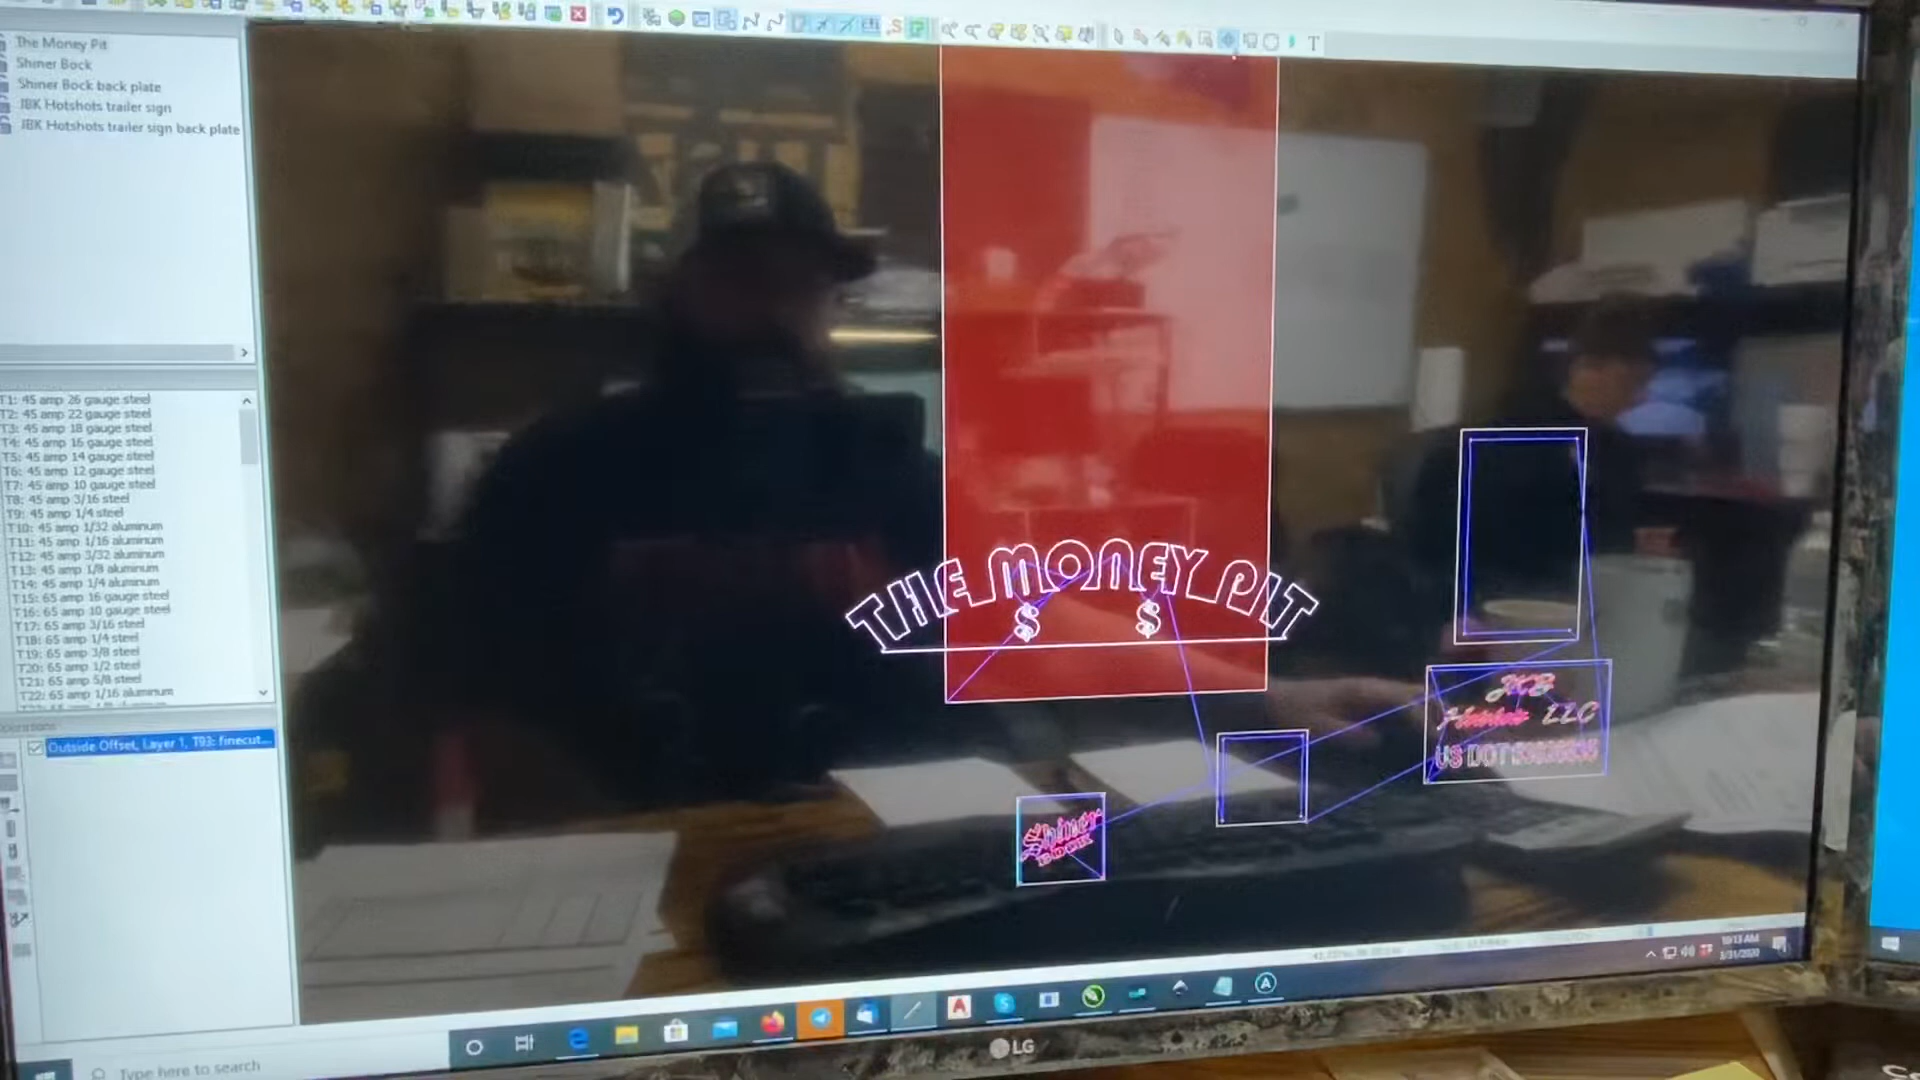 The Money Pit
Shiner Bock
Shiner Bock back plate
JBK Hotshots trailer sign
JBK Hotshots trailer sign back plate
T1: 45 amp 26 gauge steel
T2: 45 amp 22 gauge steel
T3: 45 amp 18 gauge steel
T4: 45 amp 16 gauge steel
T5: 45 amp 14 gauge steel
T6: 45 amp 12 gauge steel
T7: 45 amp 10 gauge steel
T8: 45 amp 3/16 steel
T9: 45 amp 1/4 steel
T10: 45 amp 1/32 aluminum
T11: 45 amp 1/16 aluminum
T12: 45 amp 3/32 aluminum
T13: 45 amp 1/8 aluminum
T14: 45 amp 1/4 aluminum
T15: 65 amp 16 gauge steel
T16: 65 amp 10 gauge steel
T17: 65 amp 3/16 steel
T18: 65 amp 1/4 steel
T19: 65 amp 3/8 steel
T20: 65 amp 1/2 steel
T21: 65 amp 5/8 steel
T22: 65 amp 1/16 aluminum
Outside Offset, Layer 1, T93: finecut...
THE MONEY PIT
$ $
LLC
US DOT
Shiner
BOCK
10:13 AM
3/31/2020
Type here to search
LG